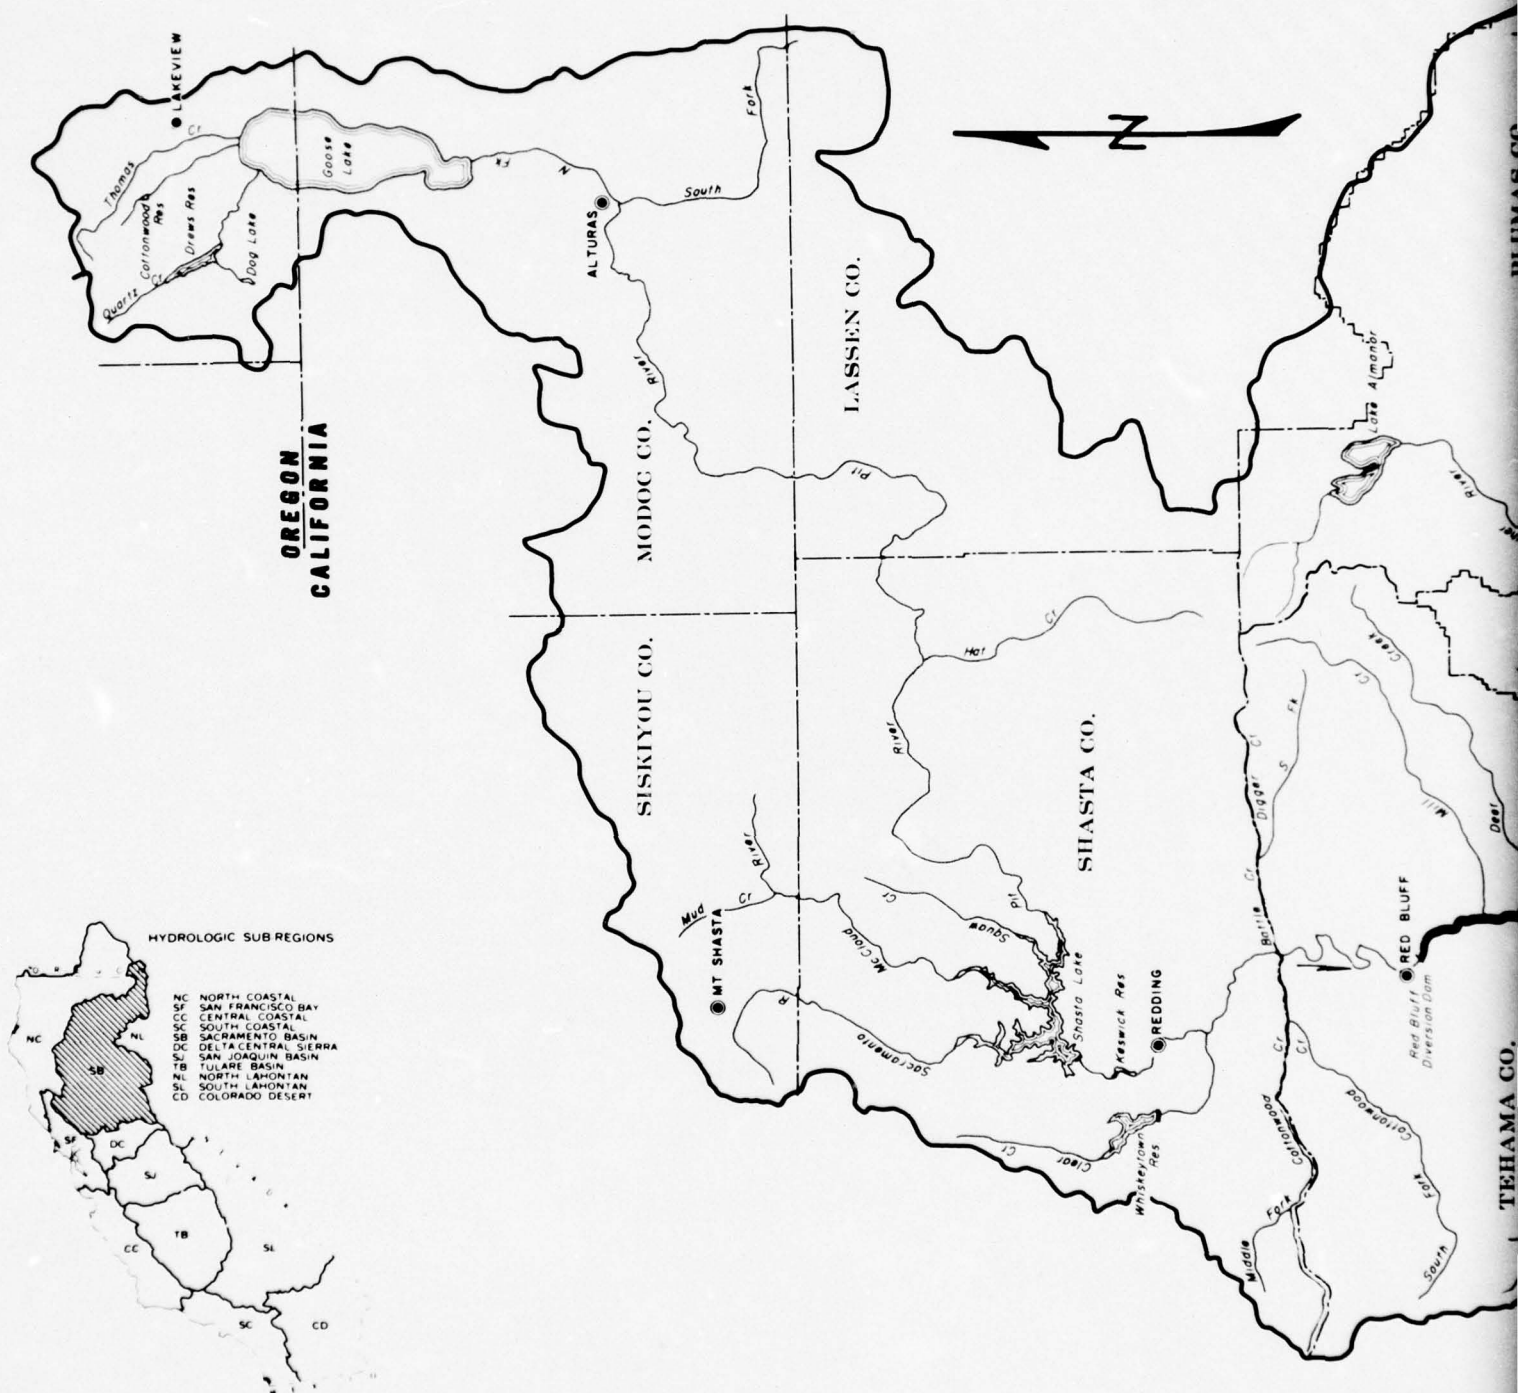 LAKEVIEW
Thomas
Cr
Goose
Lake
Cottonwood
Res
Drews Res
Dog Lake
Quartz
Cr
OREGON
CALIFORNIA
N
Fk
South
Fork
ALTURAS
River
Pit
MODOC CO.
LASSEN CO.
SISKIYOU CO.
N
PLUMAS CO.
Lake Almanor
River
Hat
Cr
River
Pit
SHASTA CO.
River
Mud
Cr
MT SHASTA
McCloud
Squaw
Cr
R
Sacramento
Shasta Lake
Keswick Res
REDDING
Clear
Cr
Whiskeytown
Res
Battle
Cr
Digger
Cr
S
Fk
Mill
Cr
Deer
Creek
RED BLUFF
Red Bluff
Diversion Dam
Cottonwood
Cr
Middle
Fork
South
Fork
Cottonwood
Cr
TEHAMA CO.
HYDROLOGIC SUB REGIONS
NC NORTH COASTAL
SF SAN FRANCISCO BAY
CC CENTRAL COASTAL
SC SOUTH COASTAL
SB SACRAMENTO BASIN
DC DELTA CENTRAL SIERRA
SJ SAN JOAQUIN BASIN
TB TULARE BASIN
NL NORTH LAHONTAN
SL SOUTH LAHONTAN
CD COLORADO DESERT
NC
NL
SB
SF
DC
SJ
TB
CC
SL
SC
CD